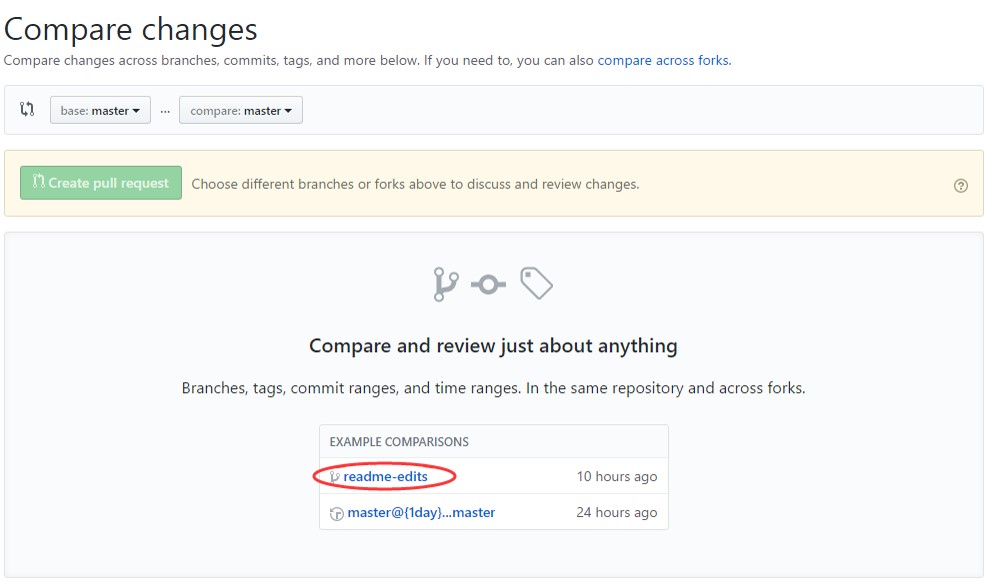 Compare changes
Compare changes across branches, commits, tags, and more below. If you need to, you can also compare across forks.
base: master ... compare: master
Create pull request Choose different branches or forks above to discuss and review changes.
Compare and review just about anything
Branches, tags, commit ranges, and time ranges. In the same repository and across forks.
EXAMPLE COMPARISONS
readme-edits 10 hours ago
master@{1day}...master 24 hours ago